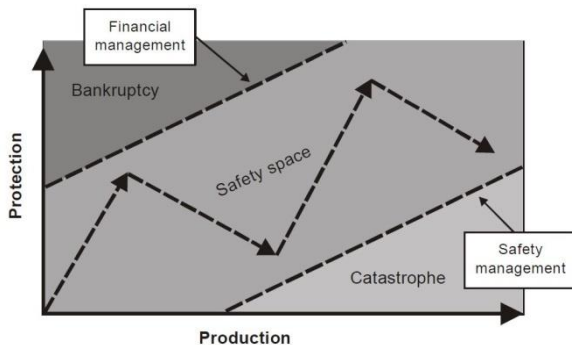 Financial
management
Bankruptcy
Protection
Safety space
Safety
management
Catastrophe
Production